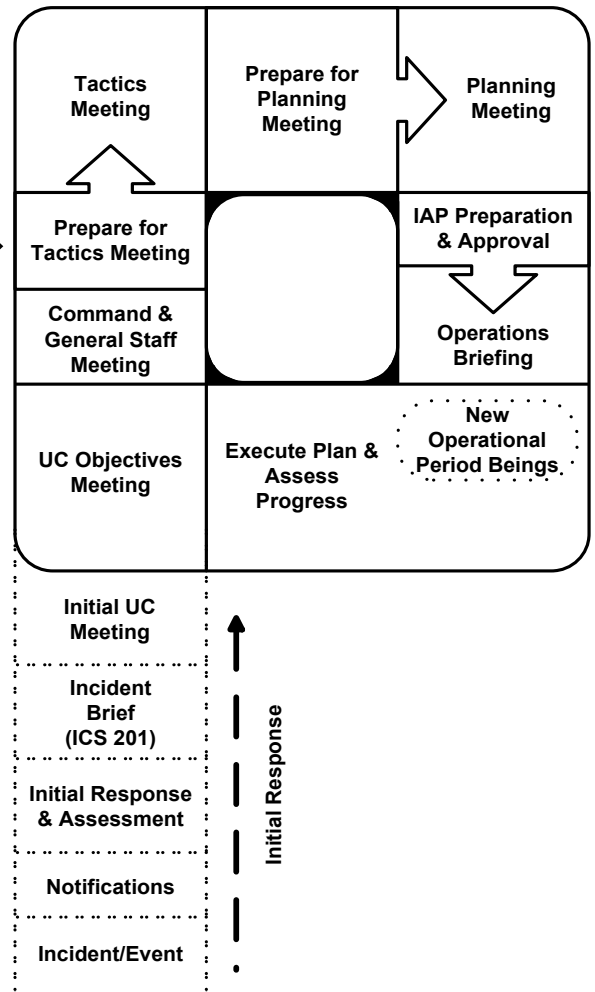 Tactics
Meeting
Prepare for
Planning
Meeting
Planning
Meeting
Prepare for
Tactics Meeting
IAP Preparation
& Approval
Command &
General Staff
Meeting
Operations
Briefing
UC Objectives
Meeting
Execute Plan &
Assess
Progress
New
Operational
Period Beings
Initial UC
Meeting
Incident
Brief
(ICS 201)
Initial Response
& Assessment
Notifications
Incident/Event
Initial Response